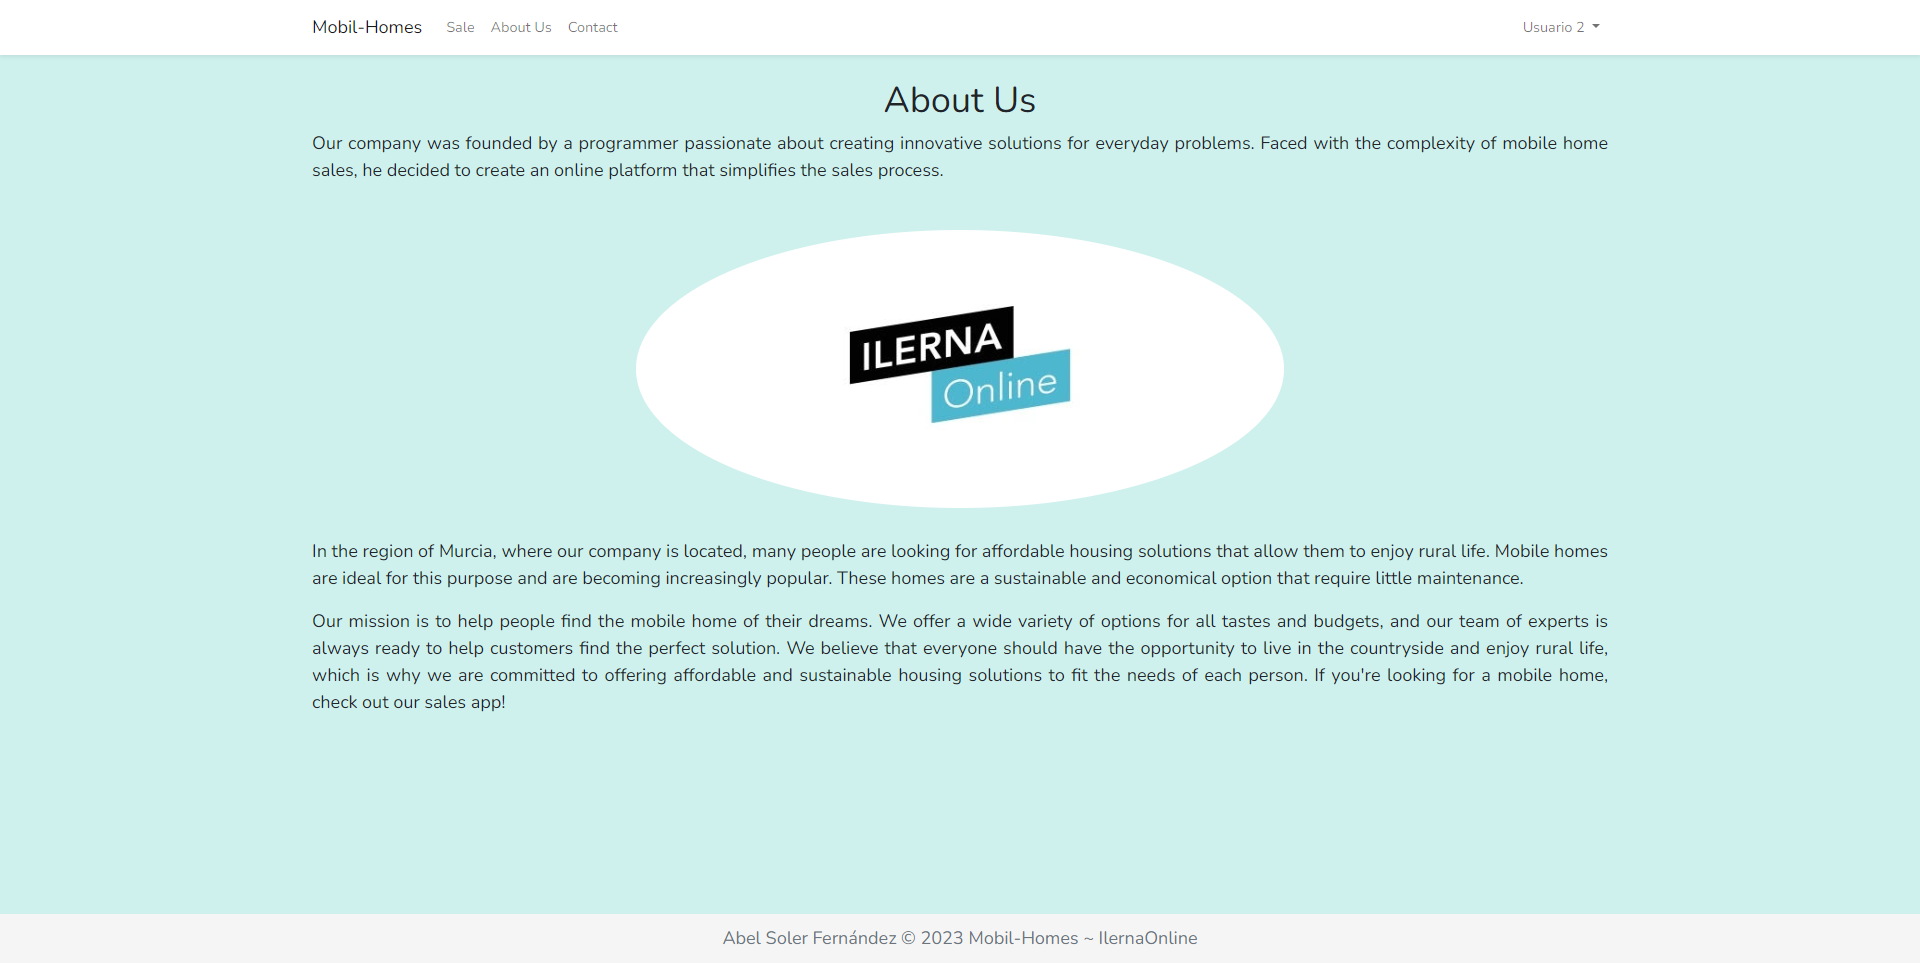 Mobil-Homes Sale About Us Contact Usuario 2
About Us
Our company was founded by a programmer passionate about creating innovative solutions for everyday problems. Faced with the complexity of mobile home
sales, he decided to create an online platform that simplifies the sales process.
ILERNA
Online
In the region of Murcia, where our company is located, many people are looking for affordable housing solutions that allow them to enjoy rural life. Mobile homes
are ideal for this purpose and are becoming increasingly popular. These homes are a sustainable and economical option that require little maintenance.
Our mission is to help people find the mobile home of their dreams. We offer a wide variety of options for all tastes and budgets, and our team of experts is
always ready to help customers find the perfect solution. We believe that everyone should have the opportunity to live in the countryside and enjoy rural life,
which is why we are committed to offering affordable and sustainable housing solutions to fit the needs of each person. If you're looking for a mobile home,
check out our sales app!
Abel Soler Fernández © 2023 Mobil-Homes ~ IlernaOnline